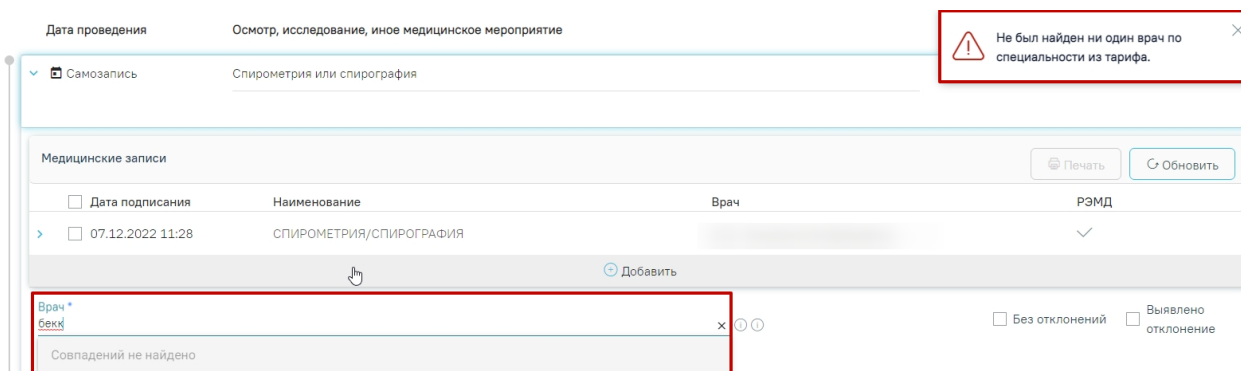 Дата проведения
Осмотр, исследование, иное медицинское мероприятие
Не был найден ни один врач по
специальности из тарифа.
Самозапись
Спирометрия или спирография
Медицинские записи
Печать
Обновить
Дата подписания
Наименование
Врач
РЭМД
07.12.2022 11:28
СПИРОМЕТРИЯ/СПИРОГРАФИЯ
Добавить
Врач *
бекк
Без отклонений
Выявлено
отклонение
Совпадений не найдено